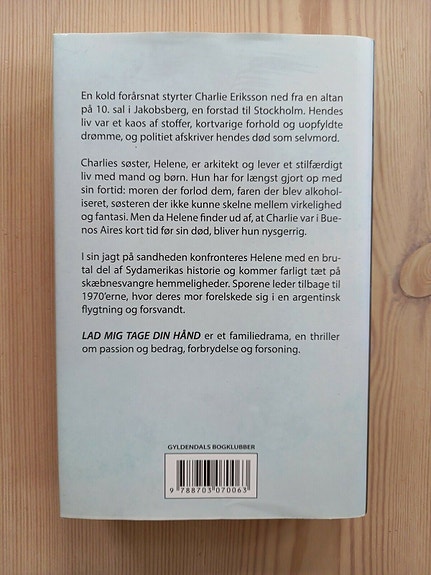 En kold forårsnat styrter Charlie Eriksson ned fra en altan
på 10. sal i Jakobsberg, en forstad til Stockholm. Hendes
liv var et kaos af stoffer, kortvarige forhold og uopfyldte
drømme, og politiet afskriver hendes død som selvmord.
Charlies søster, Helene, er arkitekt og lever et stilfærdigt
liv med mand og børn. Hun har for længst gjort op med
sin fortid: moren der forlod dem, faren der blev alkohol-
iseret, søsteren der ikke kunne skelne mellem virkelighed
og fantasi. Men da Helene finder ud af, at Charlie var i Bue-
nos Aires kort tid før sin død, bliver hun nysgerrig.
I sin jagt på sandheden konfronteres Helene med en bru-
tal del af Sydamerikas historie og kommer farligt tæt på
skæbnesvangre hemmeligheder. Sporene leder tilbage til
1970'erne, hvor deres mor forelskede sig i en argentinsk
flygtning og forsvandt.
LAD MIG TAGE DIN HÅND er et familiedrama, en thriller
om passion og bedrag, forbrydelse og forsoning.
GYLDENDALS BOGKLUBBER
9 788703 070063